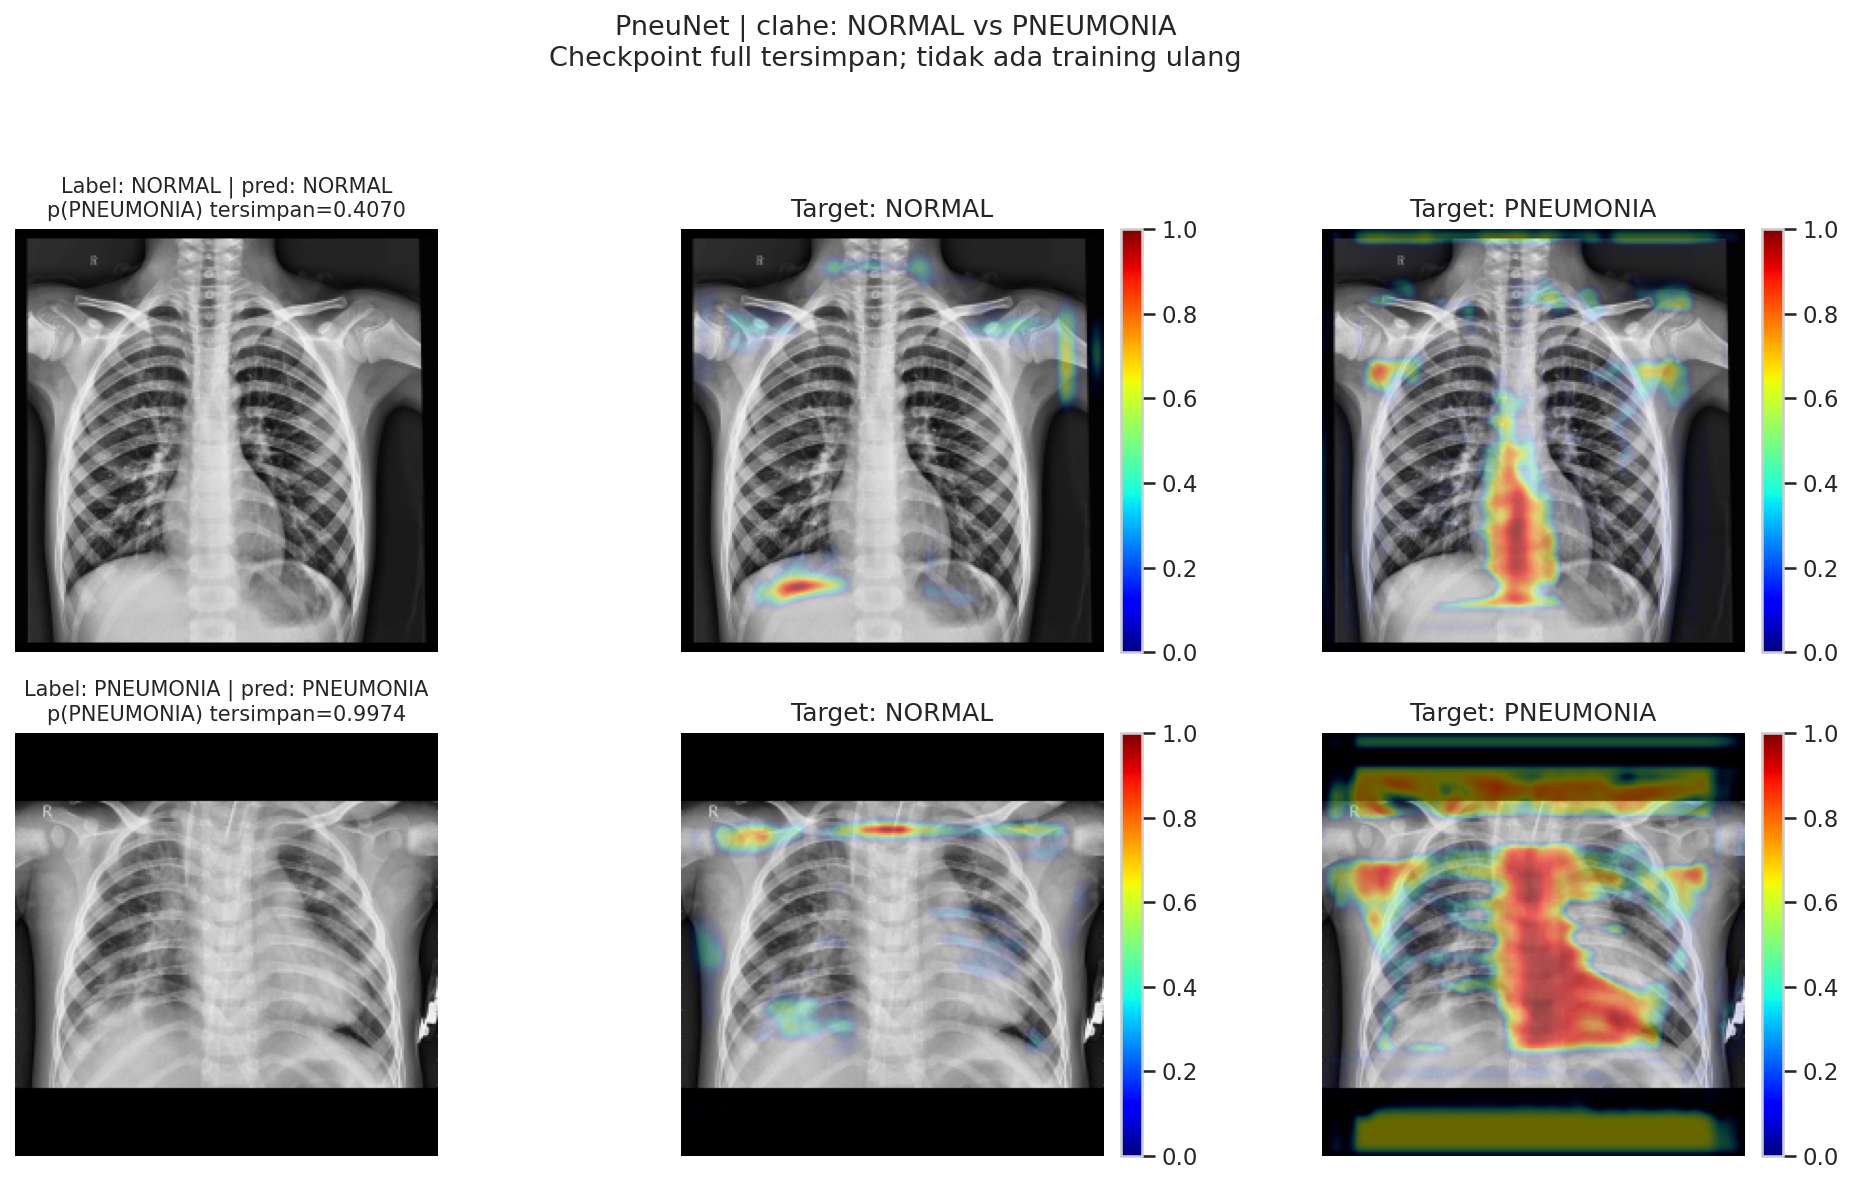 PneuNet | clahe: NORMAL vs PNEUMONIA
Checkpoint full tersimpan; tidak ada training ulang
Label: NORMAL | pred: NORMAL
p(PNEUMONIA) tersimpan=0.4070
R
Target: NORMAL
R
1.0
0.8
0.6
0.4
0.2
0.0
Target: PNEUMONIA
R
1.0
0.8
0.6
0.4
0.2
0.0
Label: PNEUMONIA | pred: PNEUMONIA
p(PNEUMONIA) tersimpan=0.9974
R
Target: NORMAL
R
1.0
0.8
0.6
0.4
0.2
0.0
Target: PNEUMONIA
R
1.0
0.8
0.6
0.4
0.2
0.0